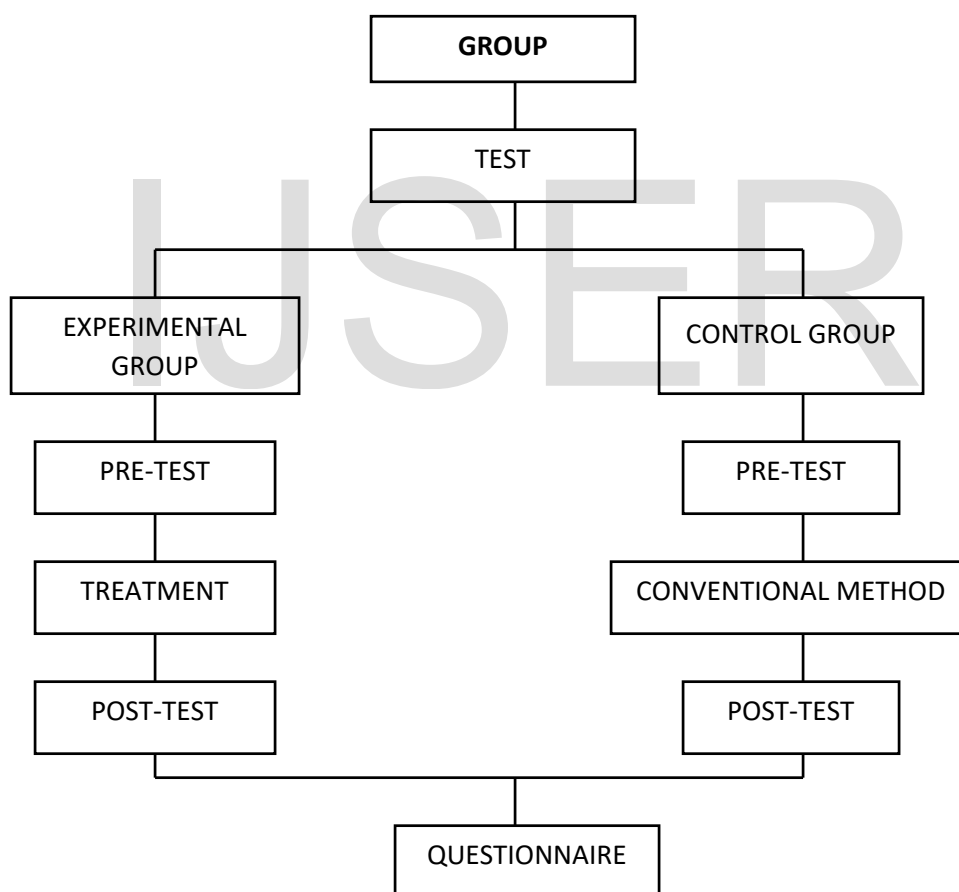 GROUP
TEST
IJSER
EXPERIMENTAL
GROUP
CONTROL GROUP
PRE-TEST
PRE-TEST
TREATMENT
CONVENTIONAL METHOD
POST-TEST
POST-TEST
QUESTIONNAIRE